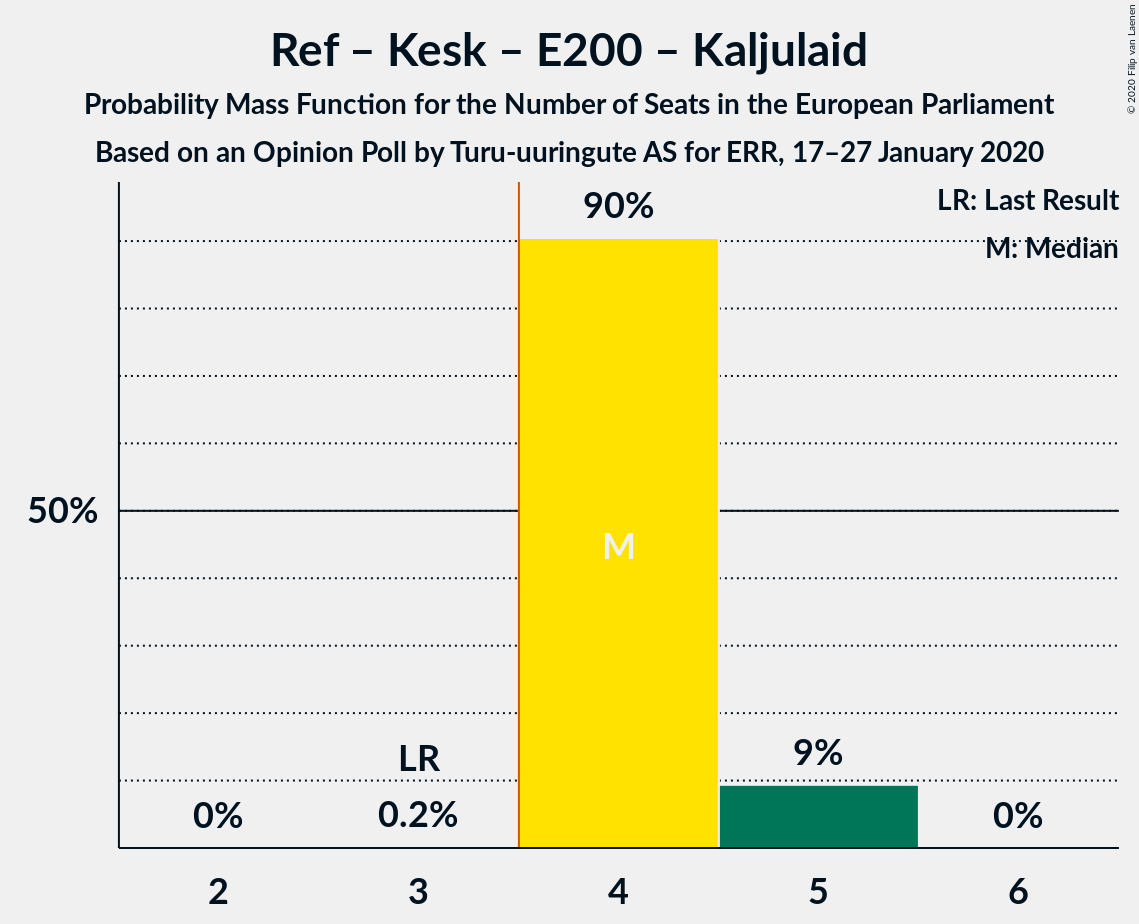 Ref – Kesk – E200 – Kaljulaid
Probability Mass Function for the Number of Seats in the European Parliament
Based on an Opinion Poll by Turu-uuringute AS for ERR, 17–27 January 2020
© 2020 Filip van Laenen
LR: Last Result
M: Median
90%
50%
M
LR
9%
0%
0.2%
0%
2
3
4
5
6